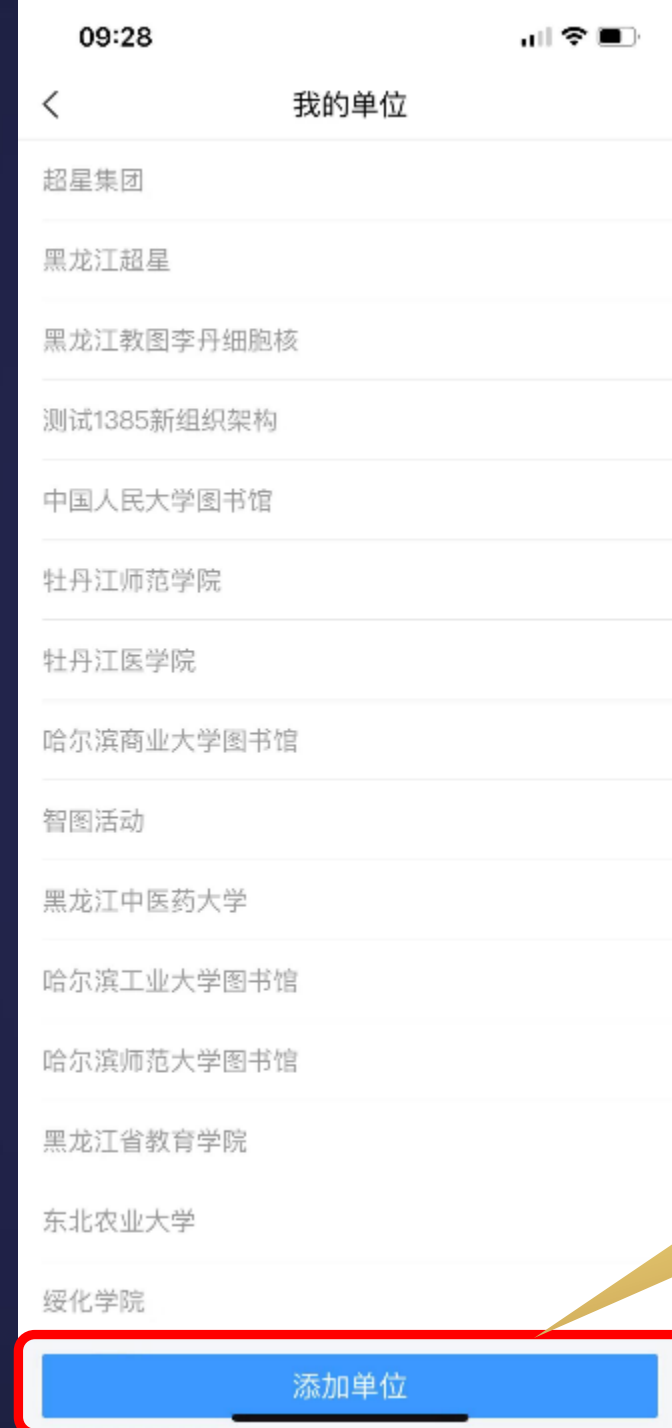 09:28
我的单位
超星集团
黑龙江超星
黑龙江教图李丹细胞核
测试1385新组织架构
中国人民大学图书馆
牡丹江师范学院
牡丹江医学院
哈尔滨商业大学图书馆
智图活动
黑龙江中医药大学
哈尔滨工业大学图书馆
哈尔滨师范大学图书馆
黑龙江省教育学院
东北农业大学
绥化学院
添加单位